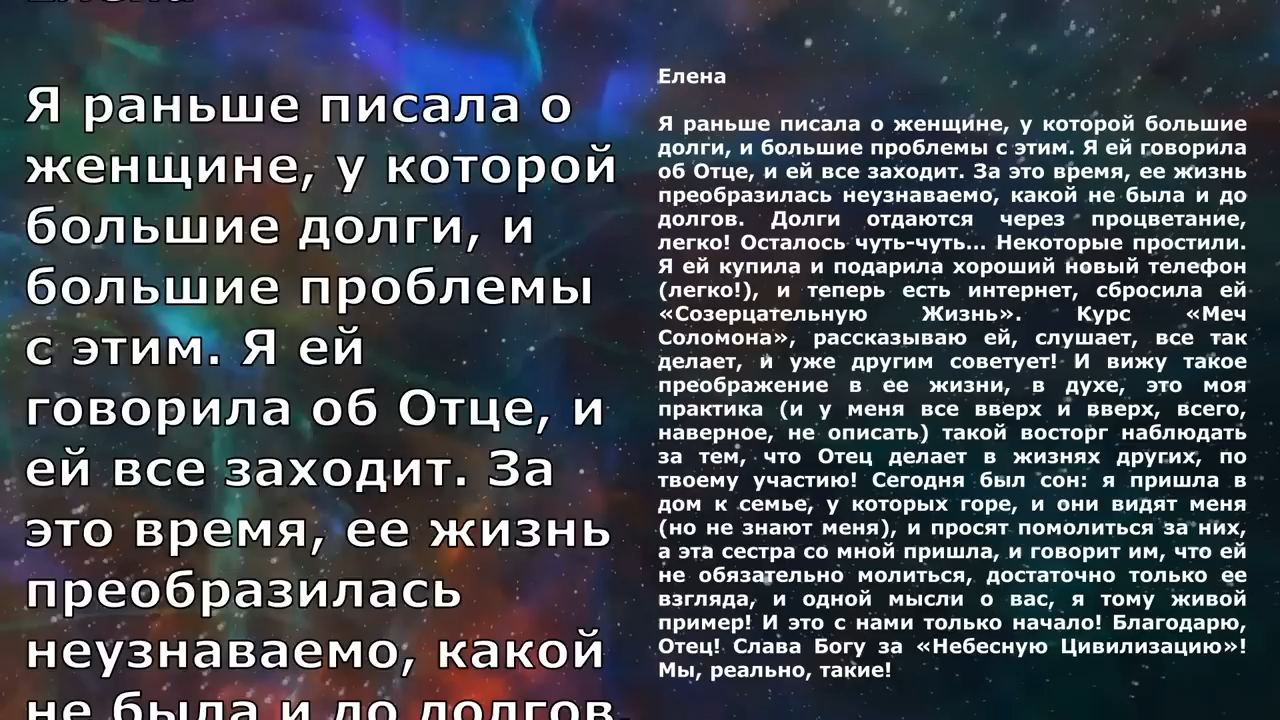 Елена
Я раньше писала о
женщине, у которой
большие долги, и
большие проблемы
с этим. Я ей
говорила об Отце, и
ей все заходит. За
это время, ее жизнь
преобразилась
неузнаваемо, какой
не была и до долгов.
Елена
Я раньше писала о женщине, у которой большие
долги, и большие проблемы с этим. Я ей говорила
об Отце, и ей все заходит. За это время, ее жизнь
преобразилась неузнаваемо, какой не была и до
долгов. Долги отдаются через процветание,
легко! Осталось чуть-чуть... Некоторые простили.
Я ей купила и подарила хороший новый телефон
(легко!), и теперь есть интернет, сбросила ей
«Созерцательную Жизнь». Курс «Меч
Соломона», рассказываю ей, слушает, все так
делает, и уже другим советует! И вижу такое
преображение в ее жизни, в духе, это моя
практика (и у меня все вверх и вверх, всего,
наверное, не описать) такой восторг наблюдать
за тем, что Отец делает в жизнях других, по
твоему участию! Сегодня был сон: я пришла в
дом к семье, у которых горе, и они видят меня
(но не знают меня), и просят помолиться за них,
а эта сестра со мной пришла, и говорит им, что ей
не обязательно молиться, достаточно только ее
взгляда, и одной мысли о вас, я тому живой
пример! И это с нами только начало! Благодарю,
Отец! Слава Богу за «Небесную Цивилизацию»!
Мы, реально, такие!